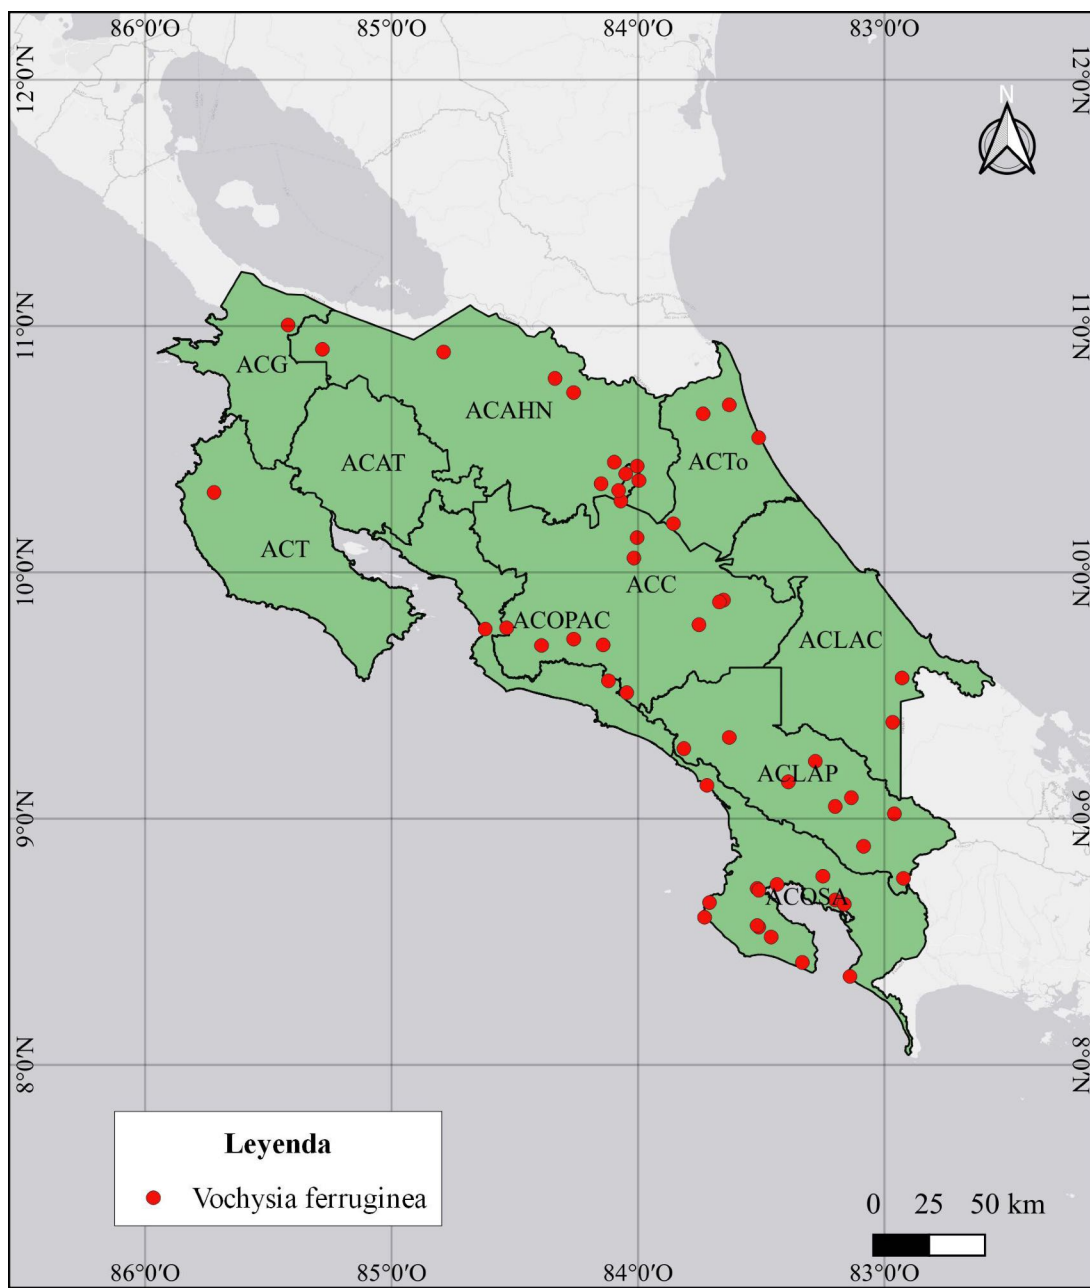 86°0'O 85°0'O 84°0'O 83°0'O
12°0'N 12°0'N
N
11°0'N 11°0'N
ACG
ACAHN
ACTo
ACAT
ACT
10°0'N 10°0'N
ACC
ACOPAC
ACLAC
ACLAP
9°0'N 9°0'N
ACOSA
8°0'N 8°0'N
Leyenda
Vochysia ferruginea
0 25 50 km
86°0'O 85°0'O 84°0'O 83°0'O